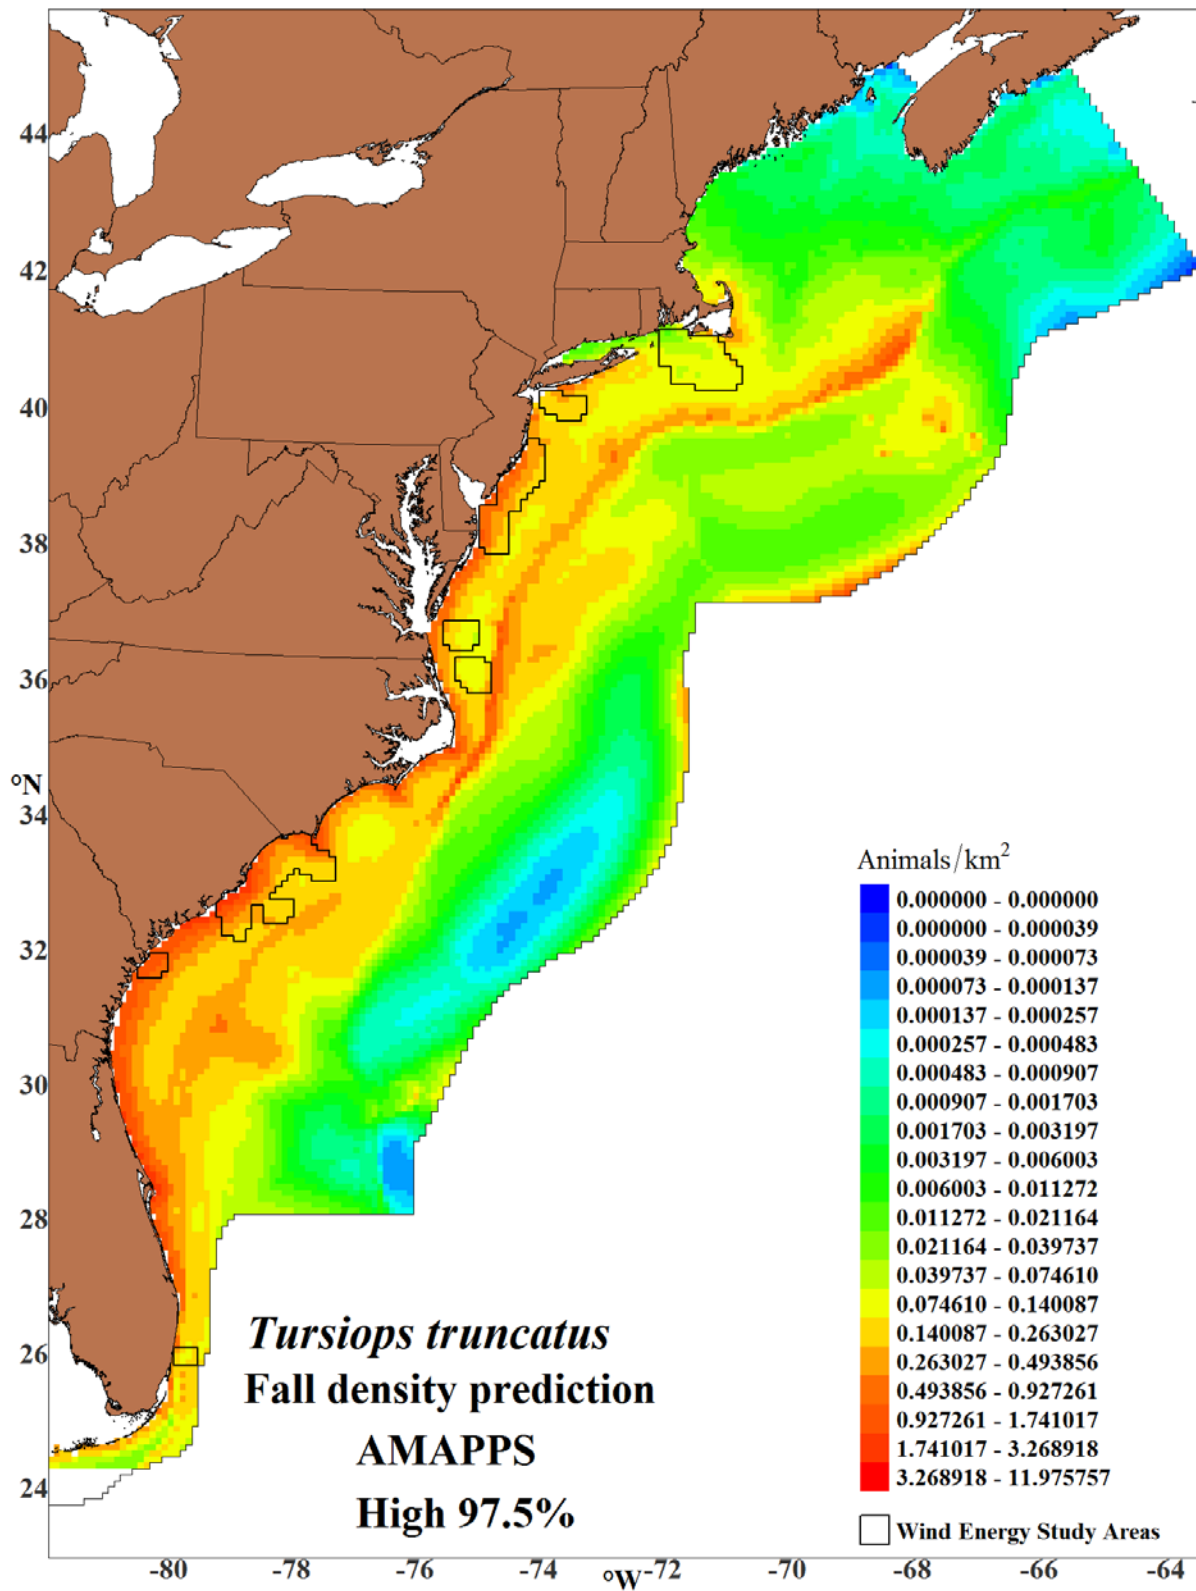 44
42
40
38
36
°N
34
32
30
28
26
24
Animals/km²
0.000000 - 0.000000
0.000000 - 0.000039
0.000039 - 0.000073
0.000073 - 0.000137
0.000137 - 0.000257
0.000257 - 0.000483
0.000483 - 0.000907
0.000907 - 0.001703
0.001703 - 0.003197
0.003197 - 0.006003
0.006003 - 0.011272
0.011272 - 0.021164
0.021164 - 0.039737
0.039737 - 0.074610
0.074610 - 0.140087
0.140087 - 0.263027
0.263027 - 0.493856
0.493856 - 0.927261
0.927261 - 1.741017
1.741017 - 3.268918
3.268918 - 11.975757
Wind Energy Study Areas
Tursiops truncatus
Fall density prediction
AMAPPS
High 97.5%
-80 -78 -76 -74 °W -72 -70 -68 -66 -64